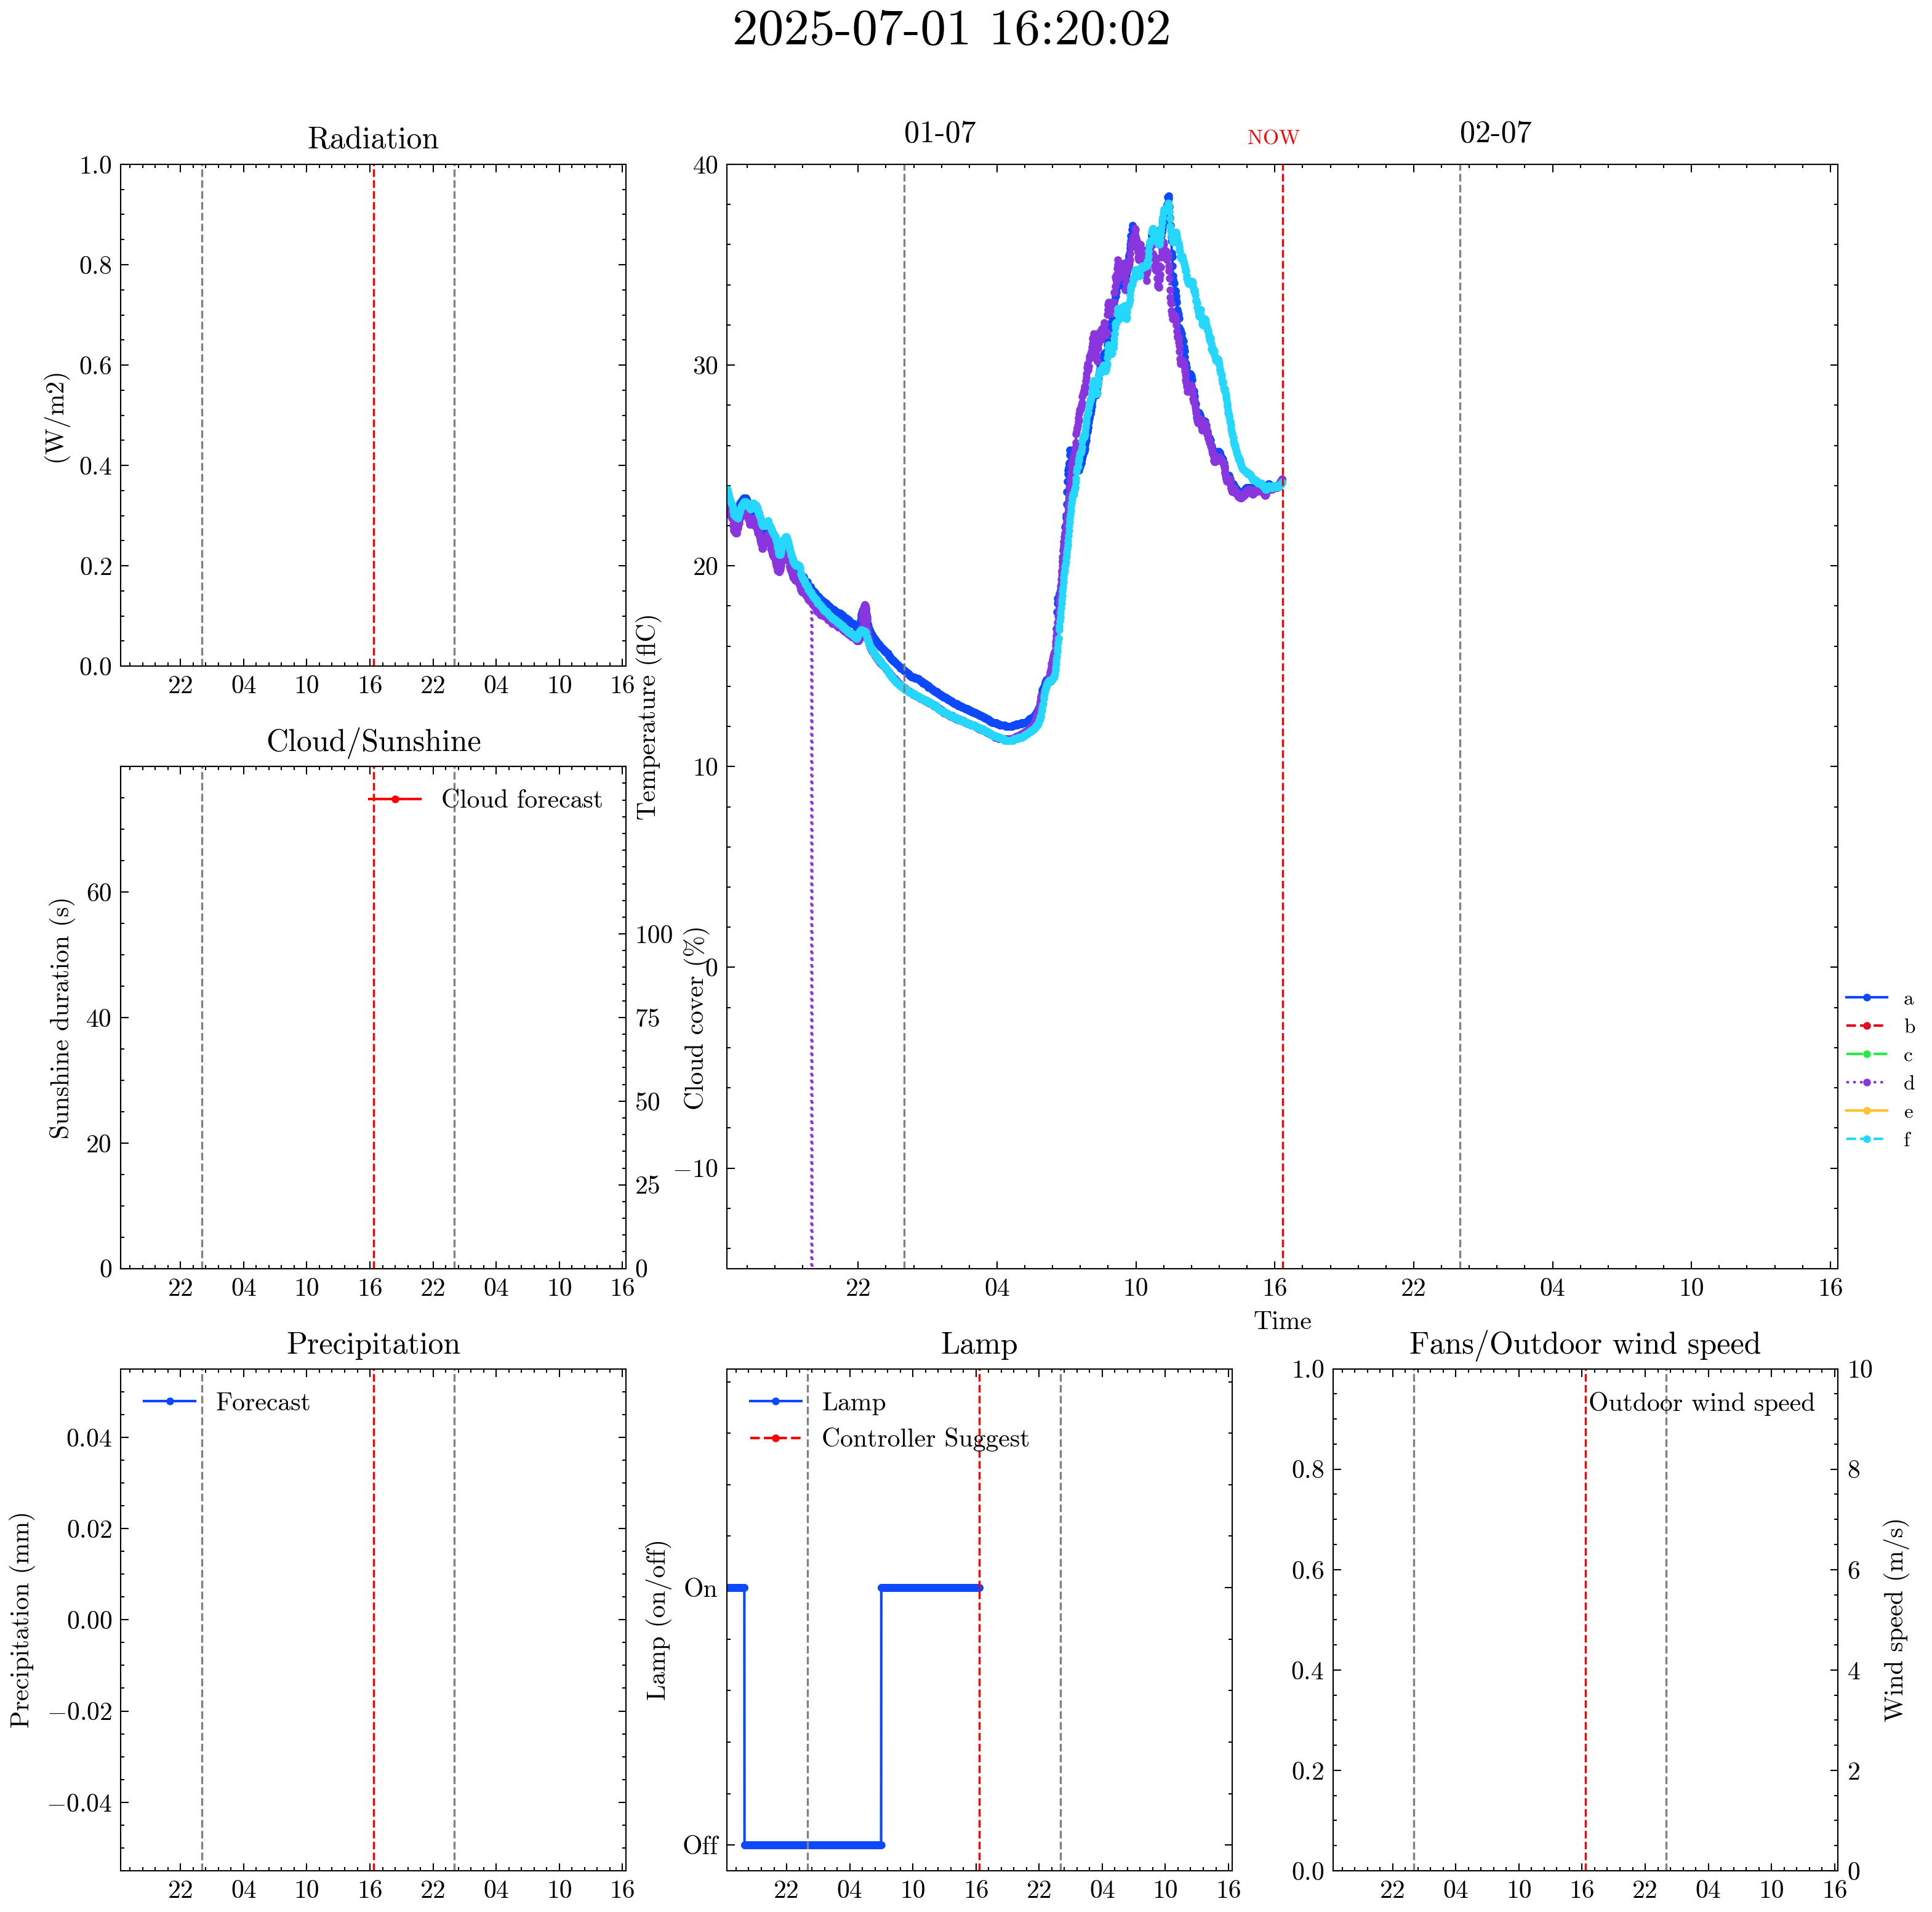 2025-07-01 16:20:02
Radiation
1.0
0.8
0.6
0.4
0.2
0.0
(W/m2)
22 04 10 16 22 04 10 16
01-07
NOW
02-07
40
30
20
10
0
−10
Temperature (flC)
22 04 10 16 22 04 10 16
Time
a
b
c
d
e
f
Cloud/Sunshine
Cloud forecast
60
40
20
0
Sunshine duration (s)
100
75
50
25
0
Cloud cover (%)
22 04 10 16 22 04 10 16
Precipitation
Forecast
0.04
0.02
0.00
−0.02
−0.04
Precipitation (mm)
22 04 10 16 22 04 10 16
Lamp
Lamp
Controller Suggest
On
Off
Lamp (on/off)
22 04 10 16 22 04 10 16
Fans/Outdoor wind speed
Outdoor wind speed
1.0
0.8
0.6
0.4
0.2
0.0
10
8
6
4
2
0
Wind speed (m/s)
22 04 10 16 22 04 10 16